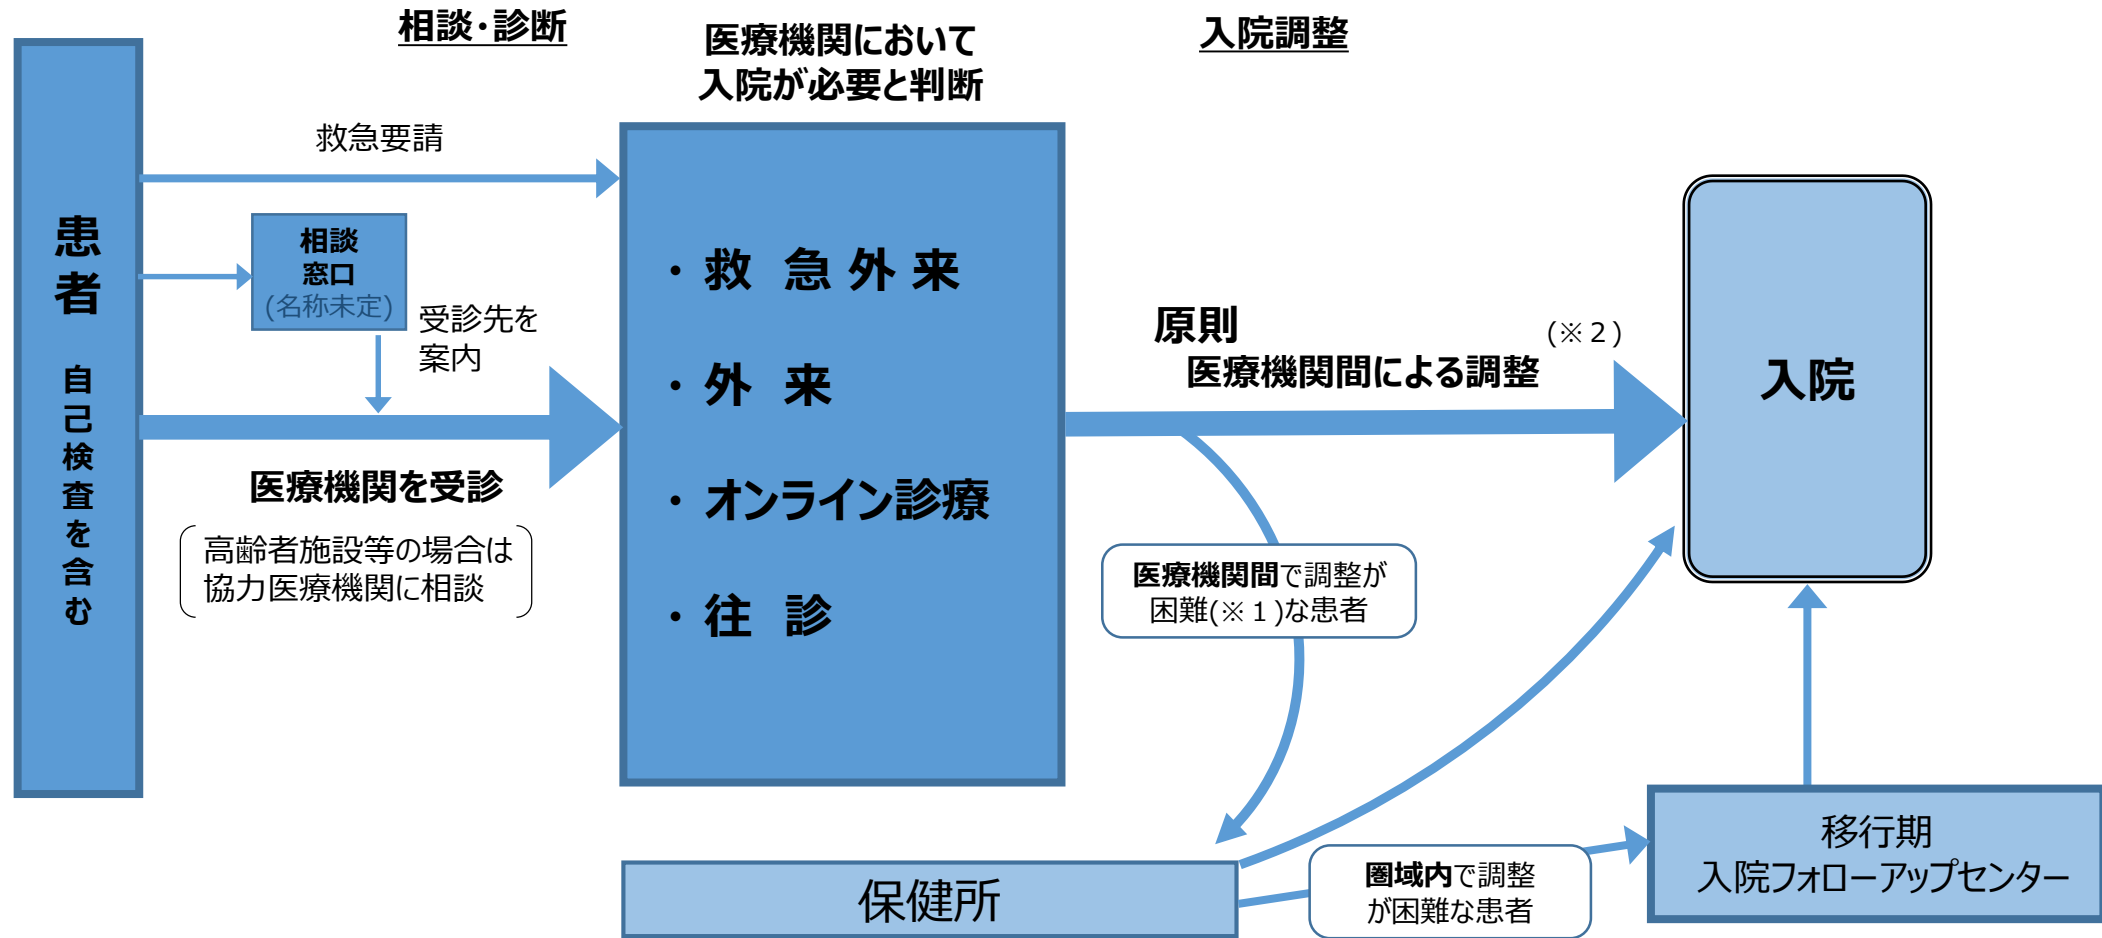 相談・診断
医療機関において
入院が必要と判断
入院調整
患者 自己検査を含む
救急要請
相談
窓口
(名称未定)
受診先を
案内
医療機関を受診
高齢者施設等の場合は
協力医療機関に相談
・救 急 外 来
・外 来
・オンライン診療
・往 診
原則
医療機関間による調整
(※２)
入院
医療機関間で調整が
困難(※１)な患者
保健所
圏域内で調整
が困難な患者
移行期
入院フォローアップセンター